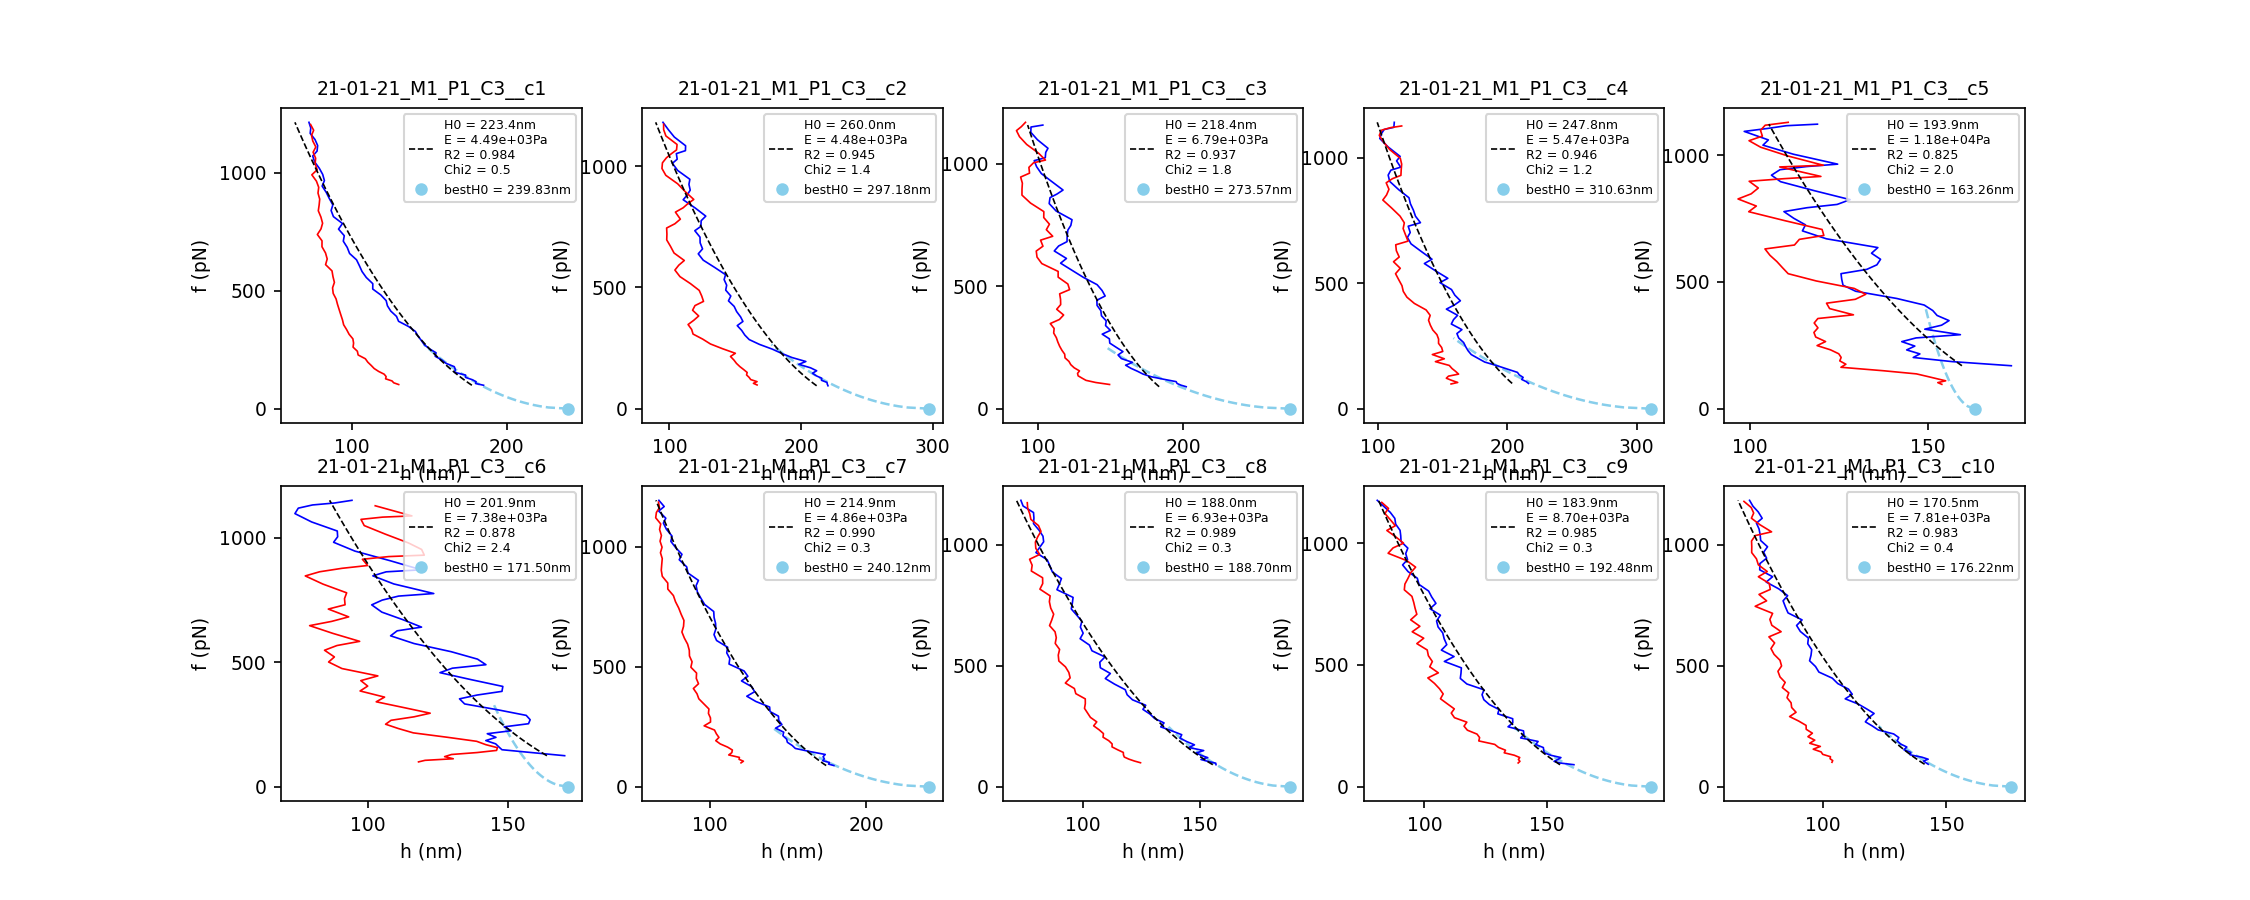 21-01-21_M1_P1_C3__c1
H0 = 223.4nm
E = 4.49e+03Pa
R2 = 0.984
Chi2 = 0.5
bestH0 = 239.83nm
1000
500
0
f (pN)
100
200
h (nm)
21-01-21_M1_P1_C3__c2
H0 = 260.0nm
E = 4.48e+03Pa
R2 = 0.945
Chi2 = 1.4
bestH0 = 297.18nm
1000
500
0
f (pN)
100
200
300
h (nm)
21-01-21_M1_P1_C3__c3
H0 = 218.4nm
E = 6.79e+03Pa
R2 = 0.937
Chi2 = 1.8
bestH0 = 273.57nm
1000
500
0
f (pN)
100
200
h (nm)
21-01-21_M1_P1_C3__c4
H0 = 247.8nm
E = 5.47e+03Pa
R2 = 0.946
Chi2 = 1.2
bestH0 = 310.63nm
1000
500
0
f (pN)
100
200
300
h (nm)
21-01-21_M1_P1_C3__c5
H0 = 193.9nm
E = 1.18e+04Pa
R2 = 0.825
Chi2 = 2.0
bestH0 = 163.26nm
1000
500
0
f (pN)
100
150
h (nm)
21-01-21_M1_P1_C3__c6
H0 = 201.9nm
E = 7.38e+03Pa
R2 = 0.878
Chi2 = 2.4
bestH0 = 171.50nm
1000
500
0
f (pN)
100
150
h (nm)
21-01-21_M1_P1_C3__c7
H0 = 214.9nm
E = 4.86e+03Pa
R2 = 0.990
Chi2 = 0.3
bestH0 = 240.12nm
1000
500
0
f (pN)
100
200
h (nm)
21-01-21_M1_P1_C3__c8
H0 = 188.0nm
E = 6.93e+03Pa
R2 = 0.989
Chi2 = 0.3
bestH0 = 188.70nm
1000
500
0
f (pN)
100
150
h (nm)
21-01-21_M1_P1_C3__c9
H0 = 183.9nm
E = 8.70e+03Pa
R2 = 0.985
Chi2 = 0.3
bestH0 = 192.48nm
1000
500
0
f (pN)
100
150
h (nm)
21-01-21_M1_P1_C3__c10
H0 = 170.5nm
E = 7.81e+03Pa
R2 = 0.983
Chi2 = 0.4
bestH0 = 176.22nm
1000
500
0
f (pN)
100
150
h (nm)